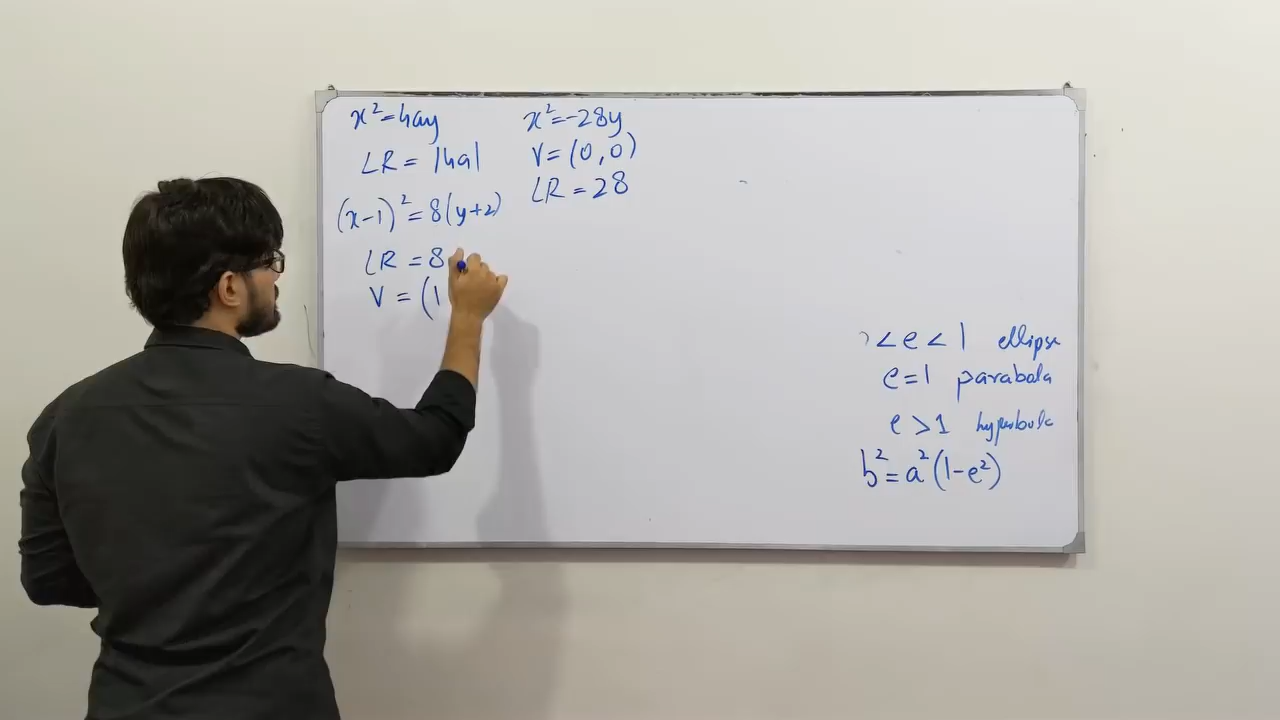 x²=4ay
LR = |4a|
(x-1)² = 8(y+2)
LR = 8
V = (1
x²=-28y
V=(0,0)
LR = 28
< e < 1 ellipse
e=1 parabola
e > 1 hyperbola
b²=a²(1-e²)